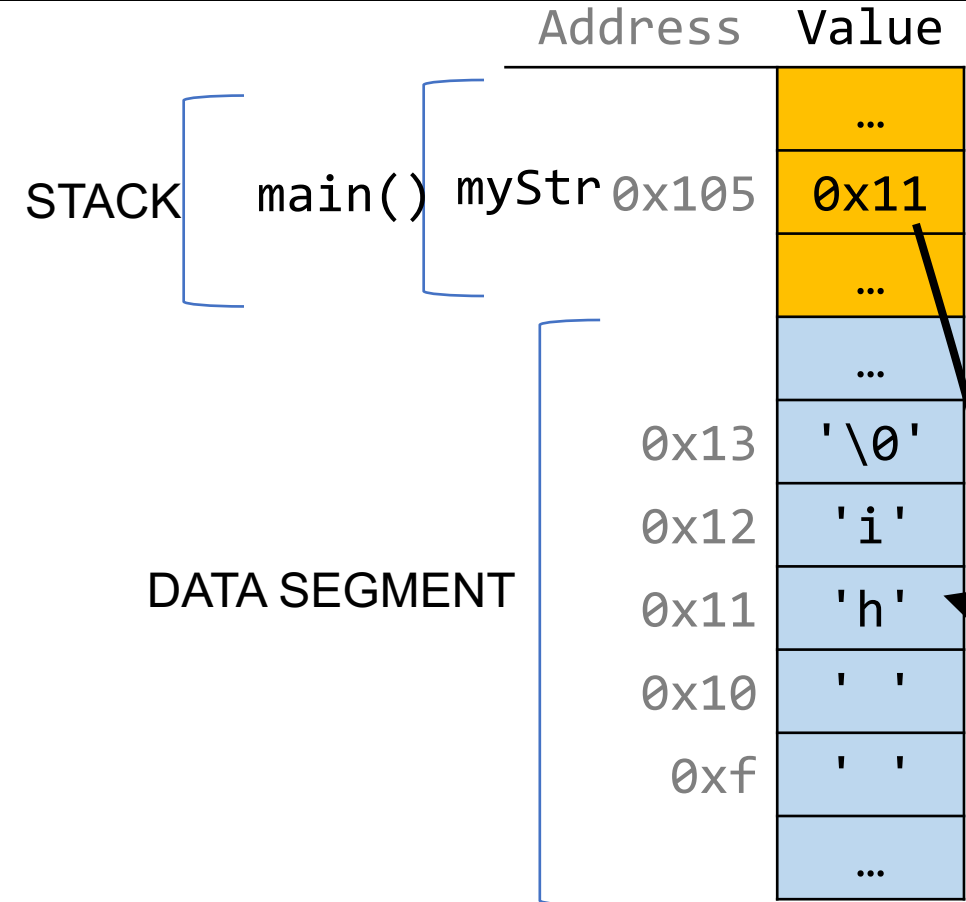 Address Value
…
STACK main() myStr 0x105 0x11
…
…
0x13 '\0'
0x12 'i'
DATA SEGMENT 0x11 'h'
0x10 ' '
0xf ' '
…